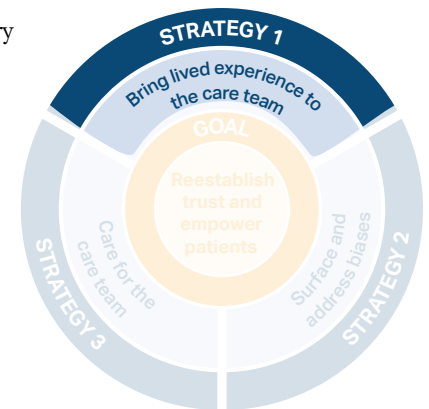 ry
STRATEGY 1
Bring lived experience to
the care team
GOAL
Reestablish
trust and
empower
patients
Surface and
address biases
STRATEGY 2
Care for the
care team
STRATEGY 3